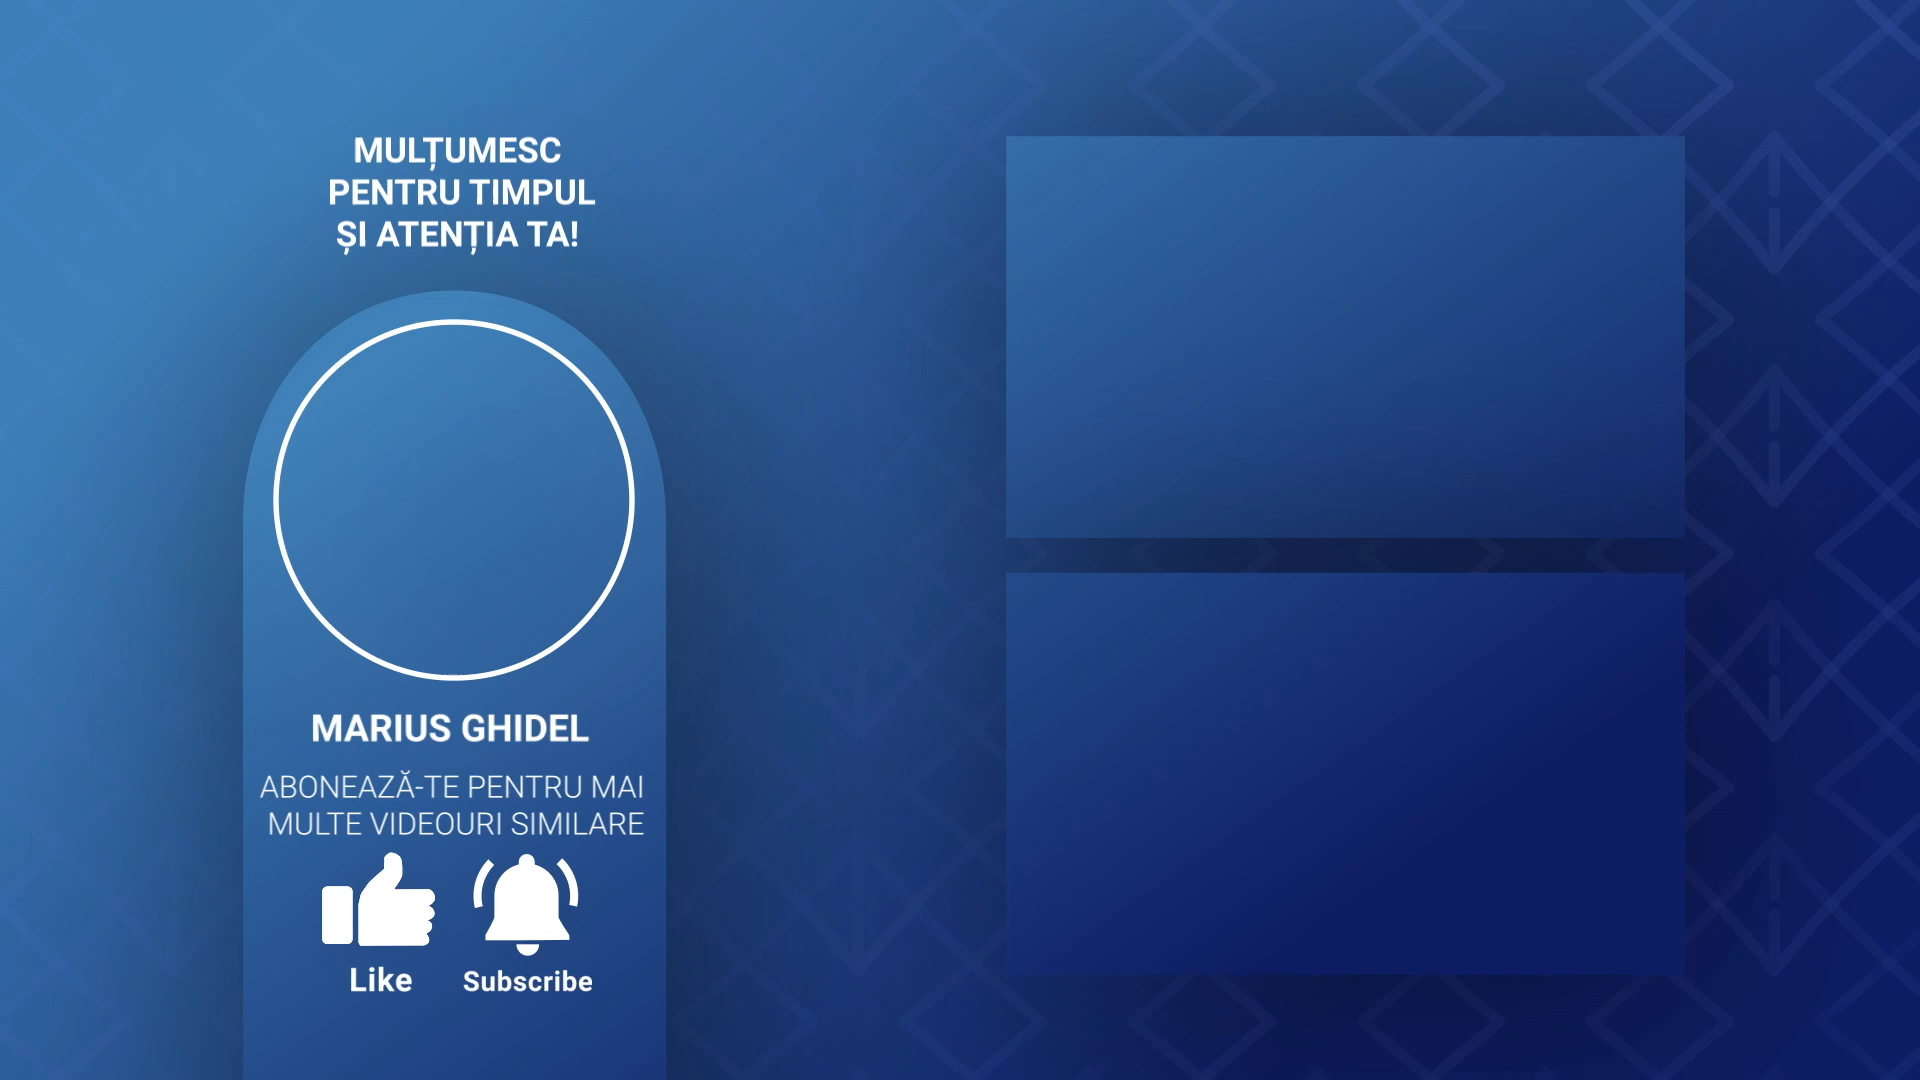 MULȚUMESC
PENTRU TIMPUL
ȘI ATENȚIA TA!
MARIUS GHIDEL
ABONEAZĂ-TE PENTRU MAI
MULTE VIDEOURI SIMILARE
Like
Subscribe